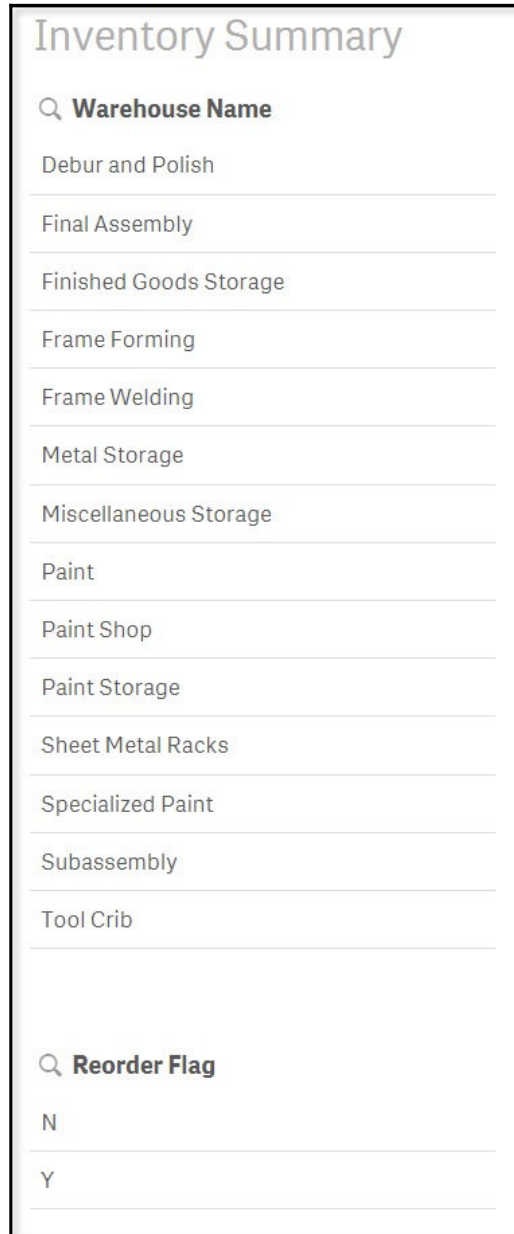 Inventory Summary
Warehouse Name
Debur and Polish
Final Assembly
Finished Goods Storage
Frame Forming
Frame Welding
Metal Storage
Miscellaneous Storage
Paint
Paint Shop
Paint Storage
Sheet Metal Racks
Specialized Paint
Subassembly
Tool Crib
Reorder Flag
N
Y